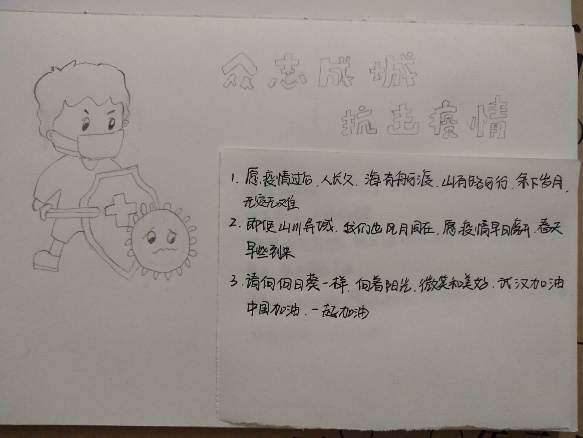 众志成城
抗击疫情
1. 愿疫情过后,人长久,海有舟可渡,山有路可行,余下岁月,
无疫无难
2. 即使山川异域,我们也风月同在,愿疫情早日离开,春天
早些到来
3. 请向向日葵一样,向着阳光,微笑和美好,武汉加油
中国加油,一起加油